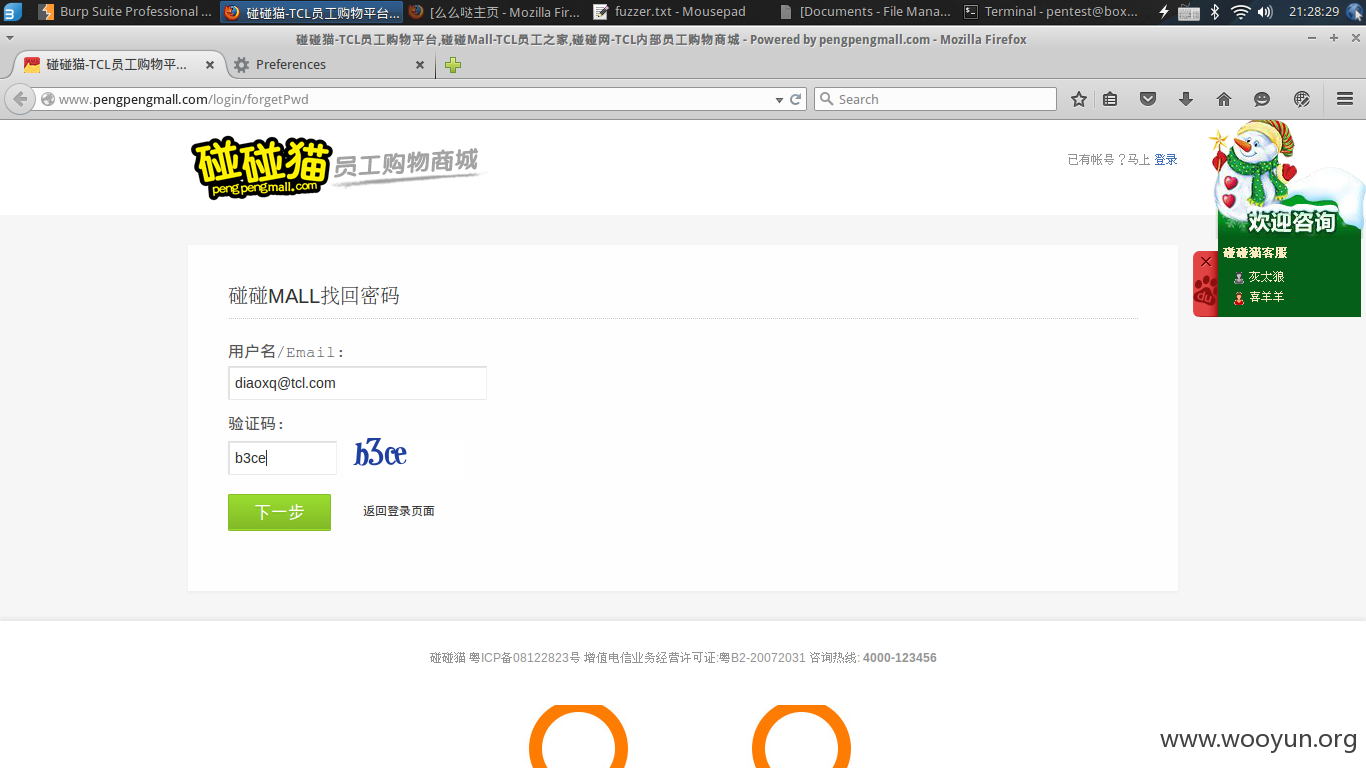 Burp Suite Professional ...
碰碰猫-TCL员工购物平台...
[么么哒主页 - Mozilla Fir...
fuzzer.txt - Mousepad
[Documents - File Mana...
Terminal - pentest@box...
21:28:29
碰碰猫-TCL员工购物平台,碰碰Mall-TCL员工之家,碰碰网-TCL内部员工购物商城 - Powered by pengpengmall.com - Mozilla Firefox
碰碰猫-TCL员工购物平...
Preferences
www.pengpengmall.com/login/forgetPwd
Search
碰碰猫
pengpengmall.com
员工购物商城
已有帐号？马上 登录
欢迎咨询
碰碰猫客服
灰太狼
喜羊羊
du
碰碰MALL找回密码
用户名/Email：
diaoxq@tcl.com
验证码：
b3ce
b3ce
下一步
返回登录页面
碰碰猫 粤ICP备08122823号 增值电信业务经营许可证:粤B2-20072031 咨询热线: 4000-123456
www.wooyun.org